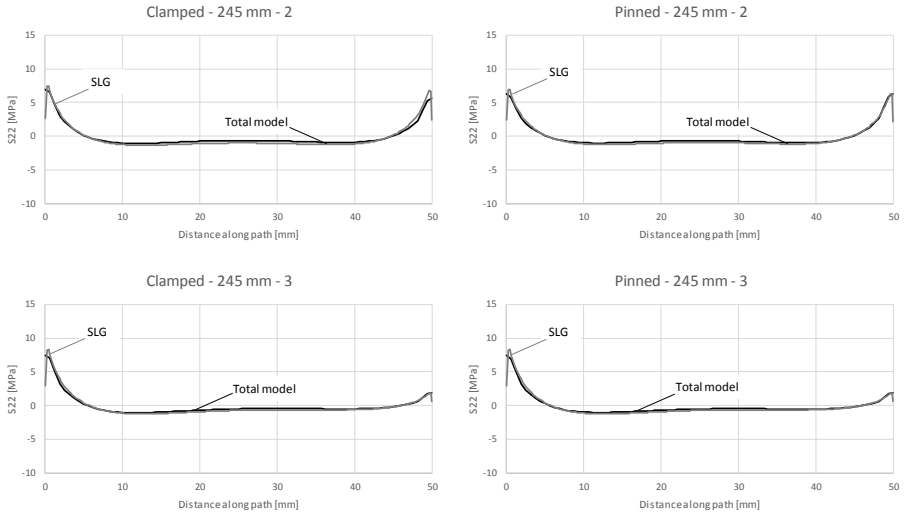 Clamped - 245 mm - 2
15
10
5
0
-5
-10
S22 [MPa]
SLG
Total model
0 10 20 30 40 50
Distance along path [mm]
Pinned - 245 mm - 2
15
10
5
0
-5
-10
S22 [MPa]
SLG
Total model
0 10 20 30 40 50
Distance along path [mm]
Clamped - 245 mm - 3
15
10
5
0
-5
-10
S22 [MPa]
SLG
Total model
0 10 20 30 40 50
Distance along path [mm]
Pinned - 245 mm - 3
15
10
5
0
-5
-10
S22 [MPa]
SLG
Total model
0 10 20 30 40 50
Distance along path [mm]